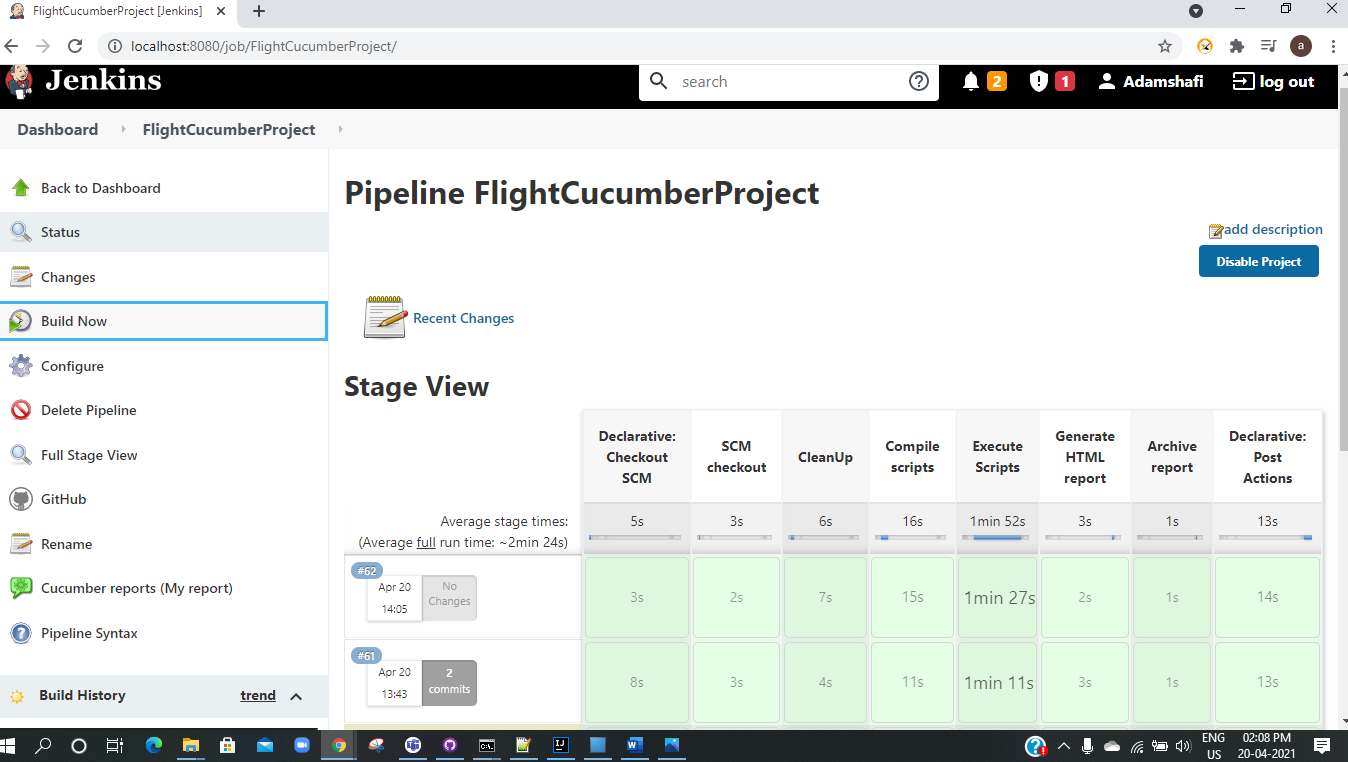 FlightCucumberProject [Jenkins]
localhost:8080/job/FlightCucumberProject/
a
Jenkins
search
2
1
Adamshafi
log out
Dashboard
FlightCucumberProject
Back to Dashboard
Status
Changes
Build Now
Configure
Delete Pipeline
Full Stage View
GitHub
Rename
Cucumber reports (My report)
Pipeline Syntax
Build History
trend
Pipeline FlightCucumberProject
add description
Disable Project
Recent Changes
Stage View
Declarative:
Checkout
SCM
SCM
checkout
CleanUp
Compile
scripts
Execute
Scripts
Generate
HTML
report
Archive
report
Declarative:
Post
Actions
Average stage times:
(Average full run time: ~2min 24s)
5s
3s
6s
16s
1min 52s
3s
1s
13s
#62
Apr 20
14:05
No
Changes
3s
2s
7s
15s
1min 27s
2s
1s
14s
#61
Apr 20
13:43
2
commits
8s
3s
4s
11s
1min 11s
3s
1s
13s
ENG
US
02:08 PM
20-04-2021